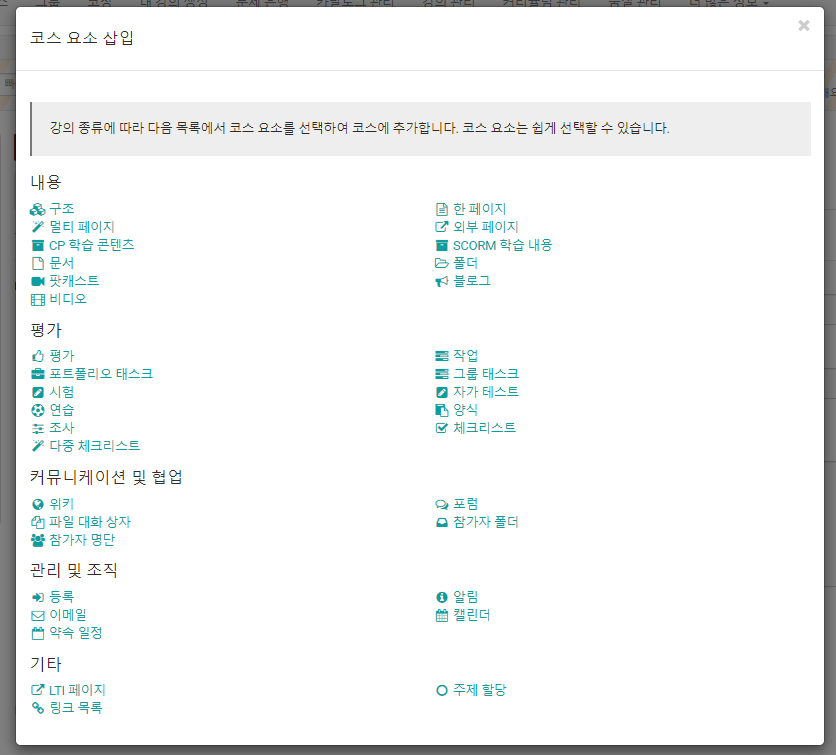 코스 요소 삽입
×
강의 종류에 따라 다음 목록에서 코스 요소를 선택하여 코스에 추가합니다. 코스 요소는 쉽게 선택할 수 있습니다.
내용
구조 한 페이지
멀티 페이지 외부 페이지
CP 학습 콘텐츠 SCORM 학습 내용
문서 폴더
팟캐스트 블로그
비디오
평가
평가 작업
포트폴리오 태스크 그룹 태스크
시험 자가 테스트
연습 양식
조사 체크리스트
다중 체크리스트
커뮤니케이션 및 협업
위키 포럼
파일 대화 상자 참가자 폴더
참가자 명단
관리 및 조직
등록 알림
이메일 캘린더
약속 일정
기타
LTI 페이지 주제 할당
링크 목록